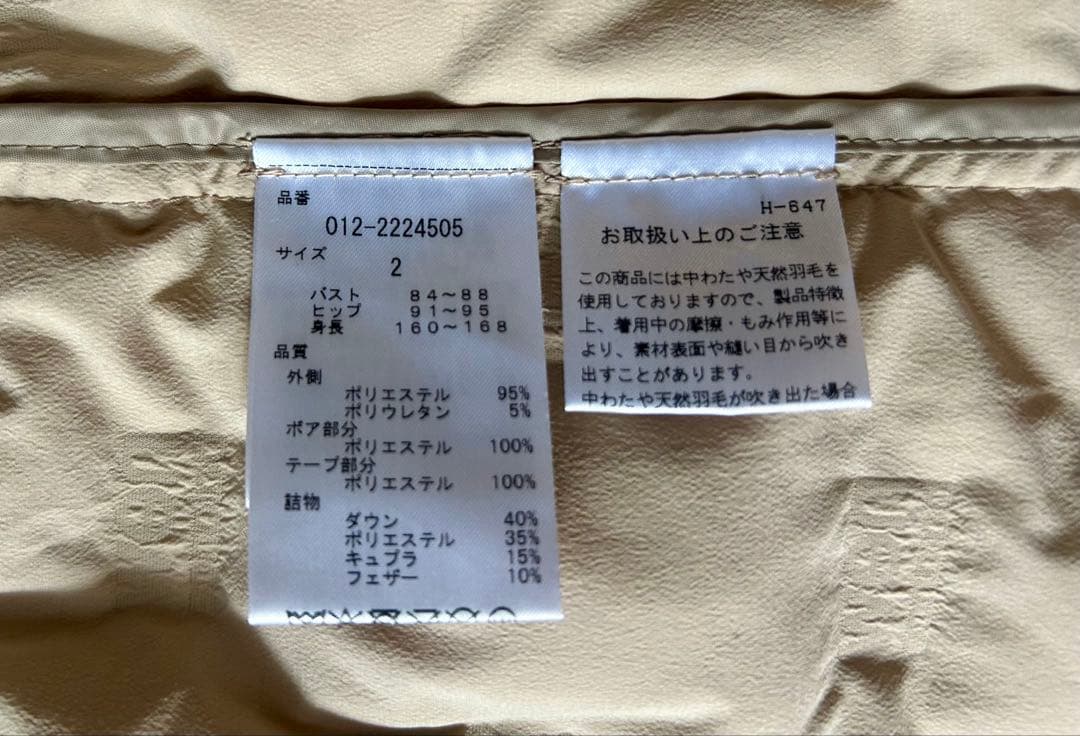 品番
012-2224505
サイズ
2
バスト 84〜88
ヒップ 91〜95
身長 160〜168
品質
外側
ポリエステル 95%
ポリウレタン 5%
ボア部分
ポリエステル 100%
テープ部分
ポリエステル 100%
詰物
ダウン 40%
ポリエステル 35%
キュプラ 15%
フェザー 10%
H-647
お取扱い上のご注意
この商品には中わたや天然羽毛を
使用しておりますので、製品特徴
上、着用中の摩擦・もみ作用等に
より、素材表面や縫い目から吹き
出すことがあります。
中わたや天然羽毛が吹き出た場合